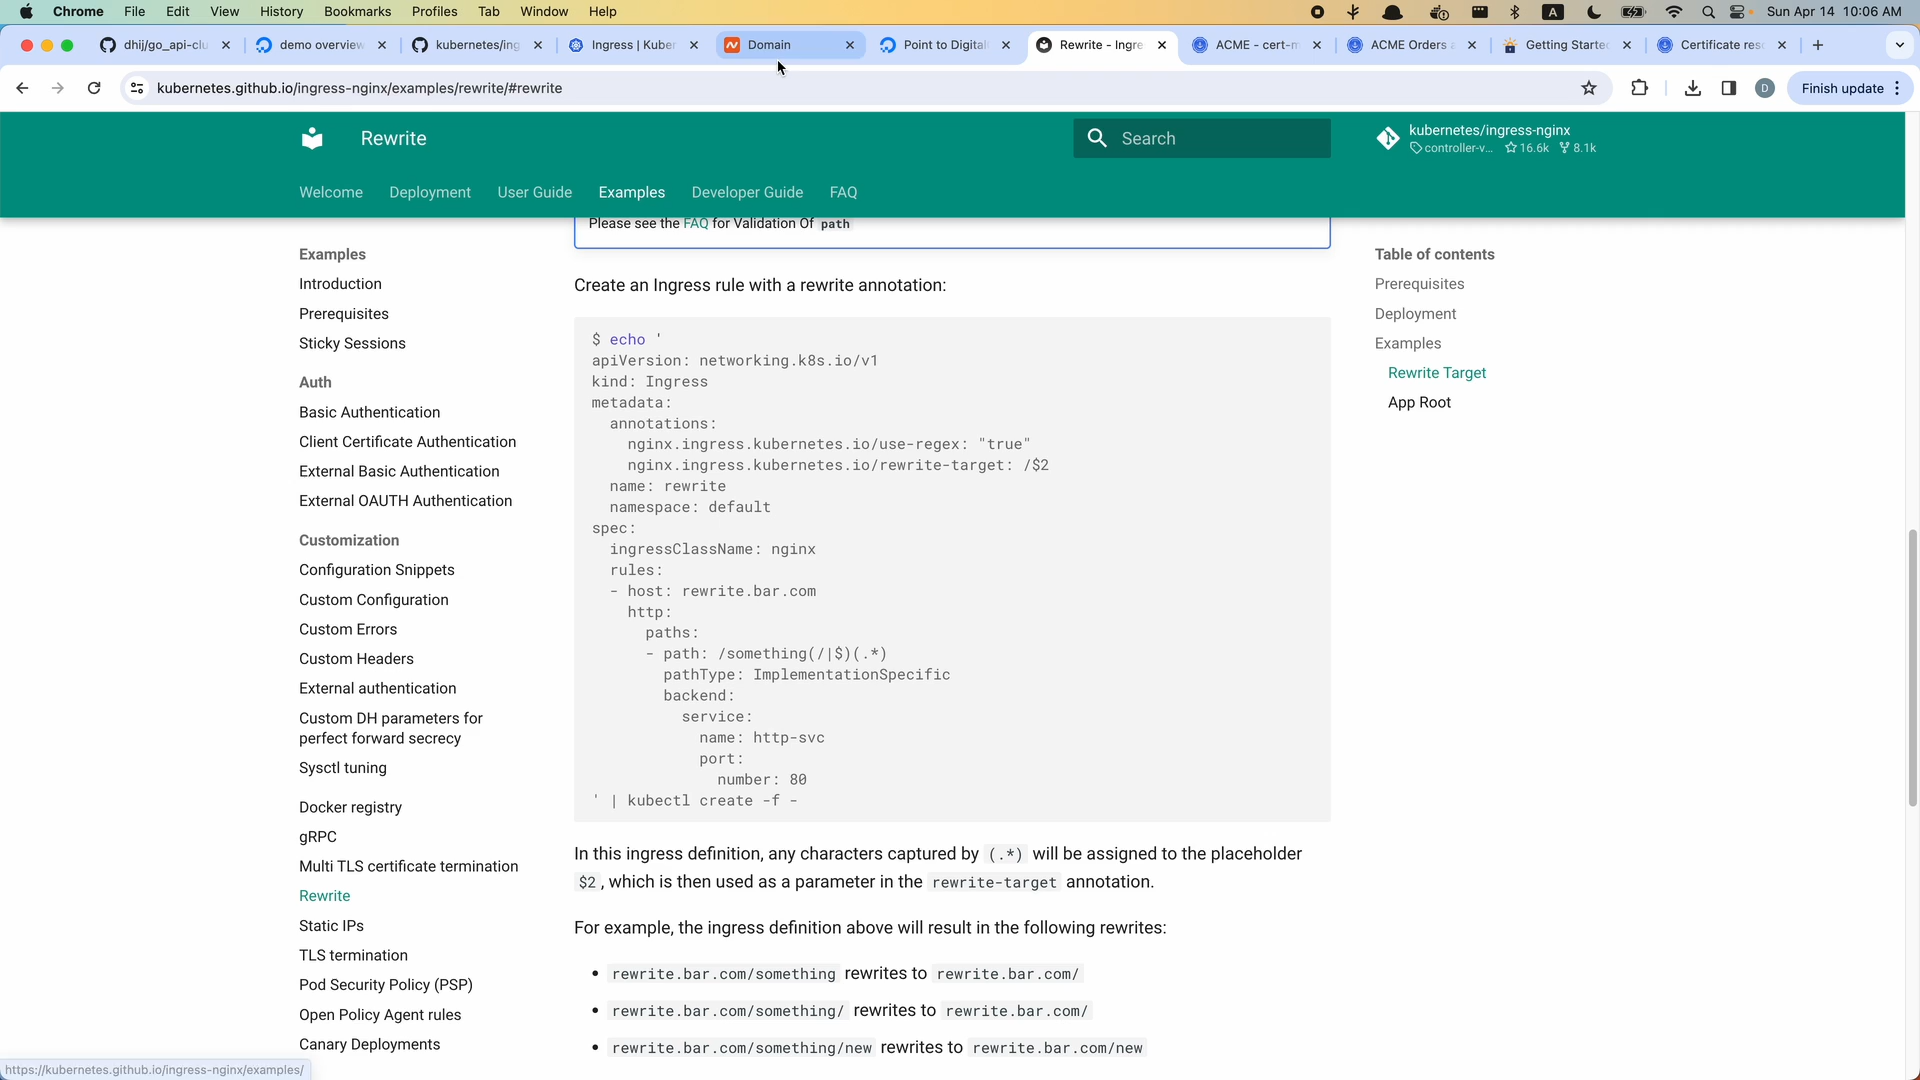 Chrome File Edit View History Bookmarks Profiles Tab Window Help A Sun Apr 14 10:06 AM
dhij/go_api-clu demo overview kubernetes/ing Ingress | Kuber Domain Point to Digital Rewrite - Ingre ACME - cert-m ACME Orders a Getting Starte Certificate res
kubernetes.github.io/ingress-nginx/examples/rewrite/#rewrite D Finish update
Rewrite Search kubernetes/ingress-nginx
controller-v... 16.6k 8.1k
Welcome Deployment User Guide Examples Developer Guide FAQ
Examples
Introduction
Prerequisites
Sticky Sessions
Auth
Basic Authentication
Client Certificate Authentication
External Basic Authentication
External OAUTH Authentication
Customization
Configuration Snippets
Custom Configuration
Custom Errors
Custom Headers
External authentication
Custom DH parameters for
perfect forward secrecy
Sysctl tuning
Docker registry
gRPC
Multi TLS certificate termination
Rewrite
Static IPs
TLS termination
Pod Security Policy (PSP)
Open Policy Agent rules
Canary Deployments
Please see the FAQ for Validation Of path
Create an Ingress rule with a rewrite annotation:
$ echo '
apiVersion: networking.k8s.io/v1
kind: Ingress
metadata:
  annotations:
    nginx.ingress.kubernetes.io/use-regex: "true"
    nginx.ingress.kubernetes.io/rewrite-target: /$2
  name: rewrite
  namespace: default
spec:
  ingressClassName: nginx
  rules:
  - host: rewrite.bar.com
    http:
      paths:
      - path: /something(/|$)(.*)
        pathType: ImplementationSpecific
        backend:
          service:
            name: http-svc
            port:
              number: 80
' | kubectl create -f -
In this ingress definition, any characters captured by (.*) will be assigned to the placeholder
$2 , which is then used as a parameter in the rewrite-target annotation.
For example, the ingress definition above will result in the following rewrites:
• rewrite.bar.com/something rewrites to rewrite.bar.com/
• rewrite.bar.com/something/ rewrites to rewrite.bar.com/
• rewrite.bar.com/something/new rewrites to rewrite.bar.com/new
Table of contents
Prerequisites
Deployment
Examples
Rewrite Target
App Root
https://kubernetes.github.io/ingress-nginx/examples/